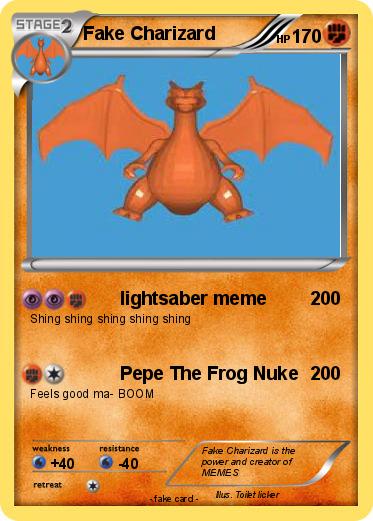 STAGE2 Fake Charizard HP 170
lightsaber meme 200
Shing shing shing shing shing
Pepe The Frog Nuke 200
Feels good ma- BOOM
weakness resistance
+40 -40
retreat
Fake Charizard is the
power and creator of
MEMES
-fake card- Illus. Toilet licker